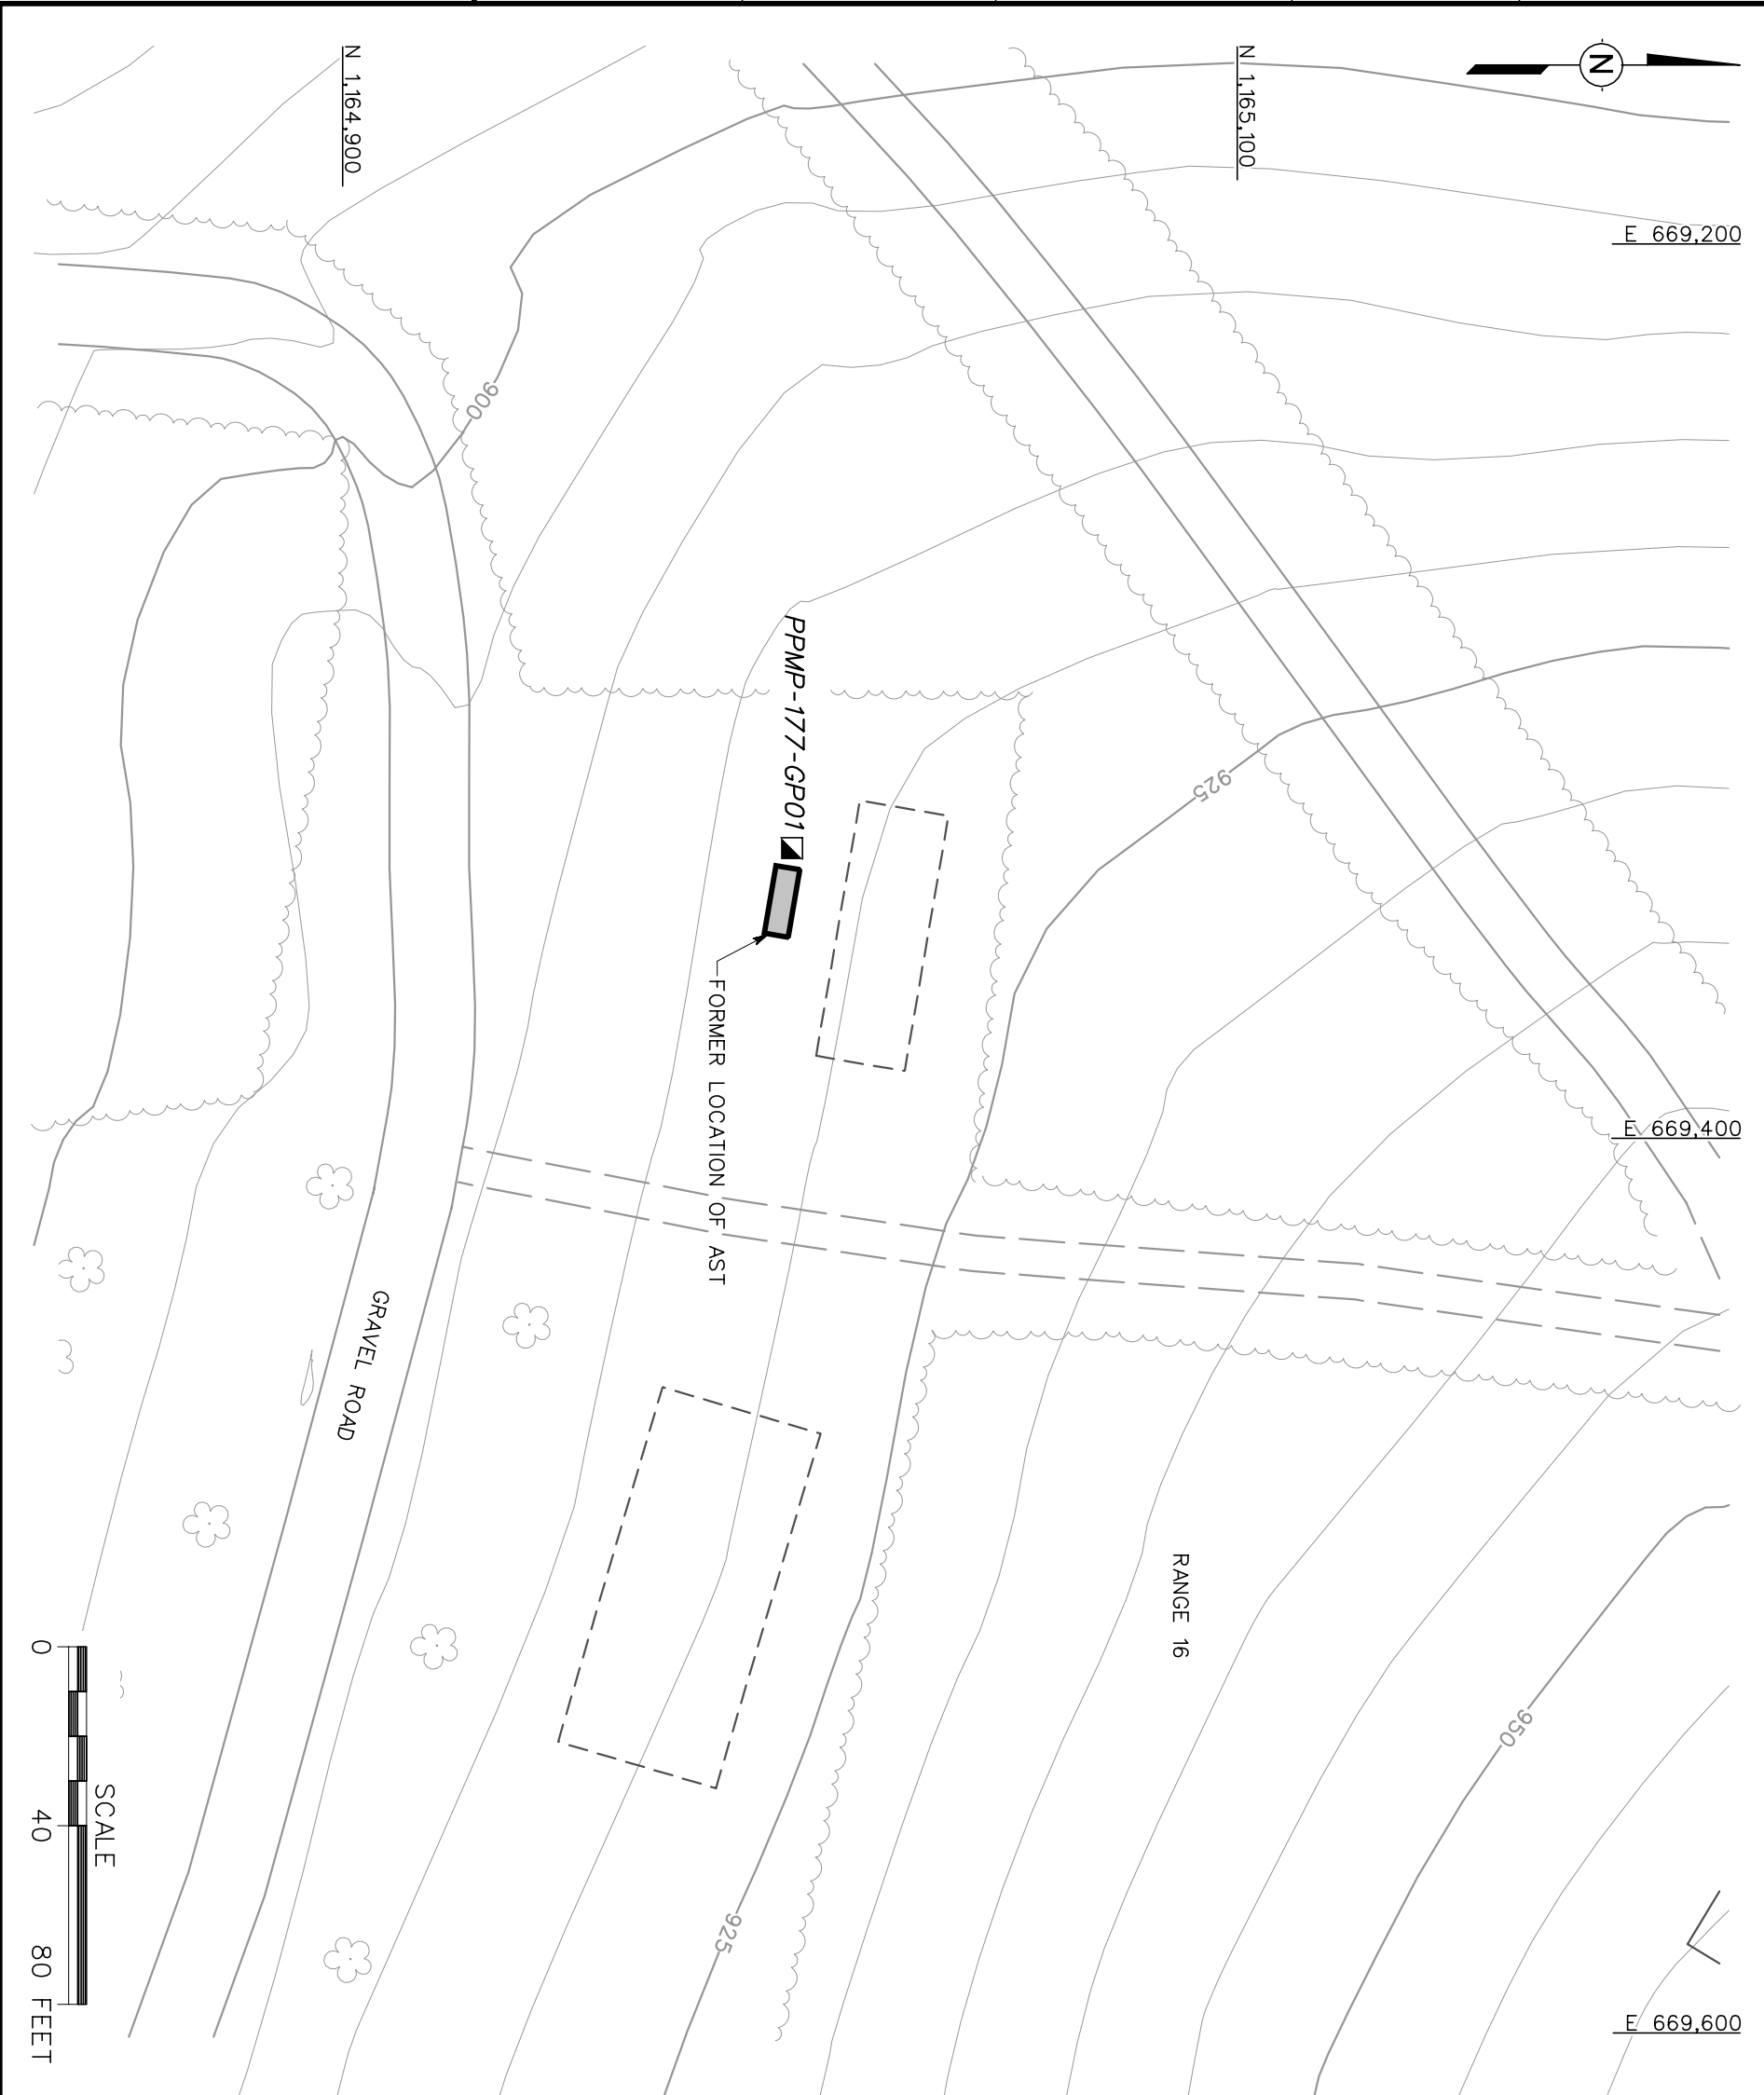 N
N 1,164,900
N 1,165,100
E 669,200
E 669,400
E 669,600
900
925
925
950
PPMP-177-GP01
FORMER LOCATION OF AST
GRAVEL ROAD
RANGE 16
SCALE
0 40 80 FEET